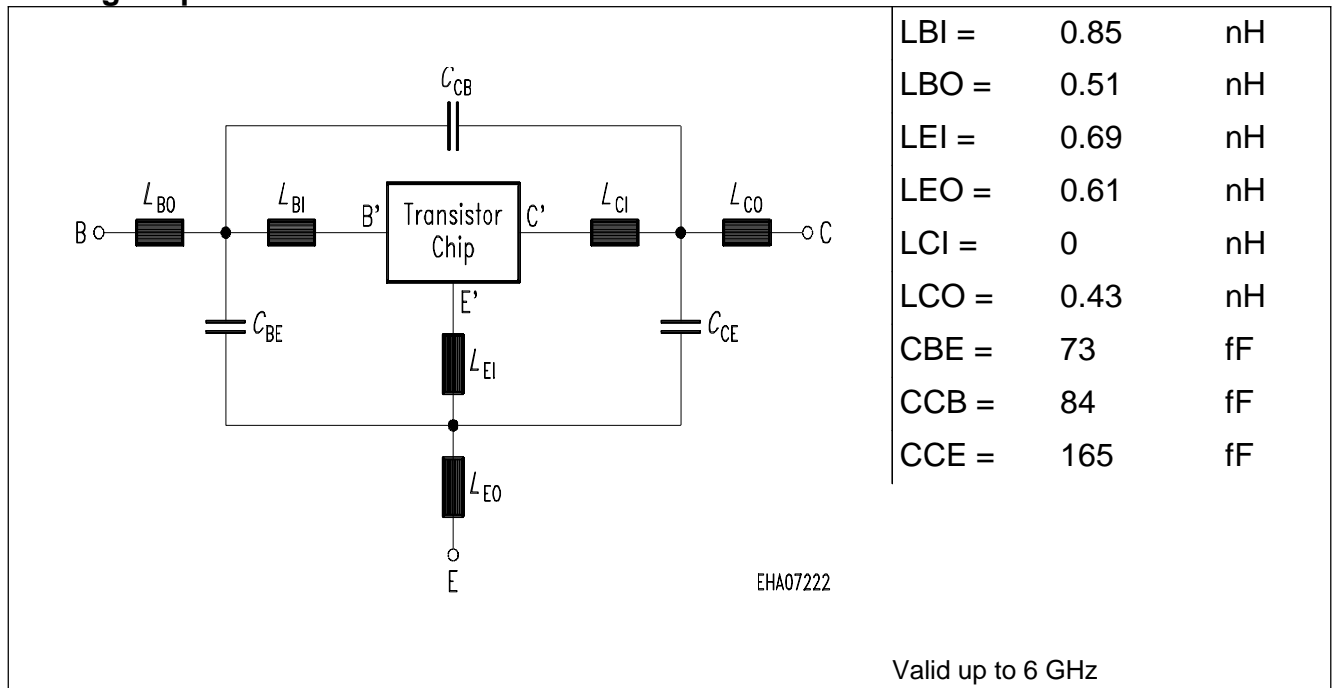 C_CB
L_BO
L_BI
B'
Transistor
Chip
C'
L_CI
L_CO
B
C
E'
C_BE
C_CE
L_EI
L_EO
E
EHA07222
LBI = 0.85 nH
LBO = 0.51 nH
LEI = 0.69 nH
LEO = 0.61 nH
LCI = 0 nH
LCO = 0.43 nH
CBE = 73 fF
CCB = 84 fF
CCE = 165 fF
Valid up to 6 GHz